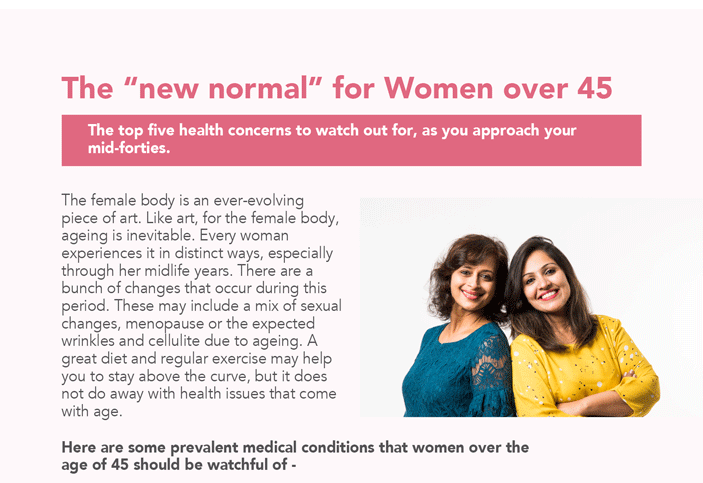 The “new normal” for Women over 45
The top five health concerns to watch out for, as you approach your
mid-forties.
The female body is an ever-evolving
piece of art. Like art, for the female body,
ageing is inevitable. Every woman
experiences it in distinct ways, especially
through her midlife years. There are a
bunch of changes that occur during this
period. These may include a mix of sexual
changes, menopause or the expected
wrinkles and cellulite due to ageing. A
great diet and regular exercise may help
you to stay above the curve, but it does
not do away with health issues that come
with age.
Here are some prevalent medical conditions that women over the
age of 45 should be watchful of -